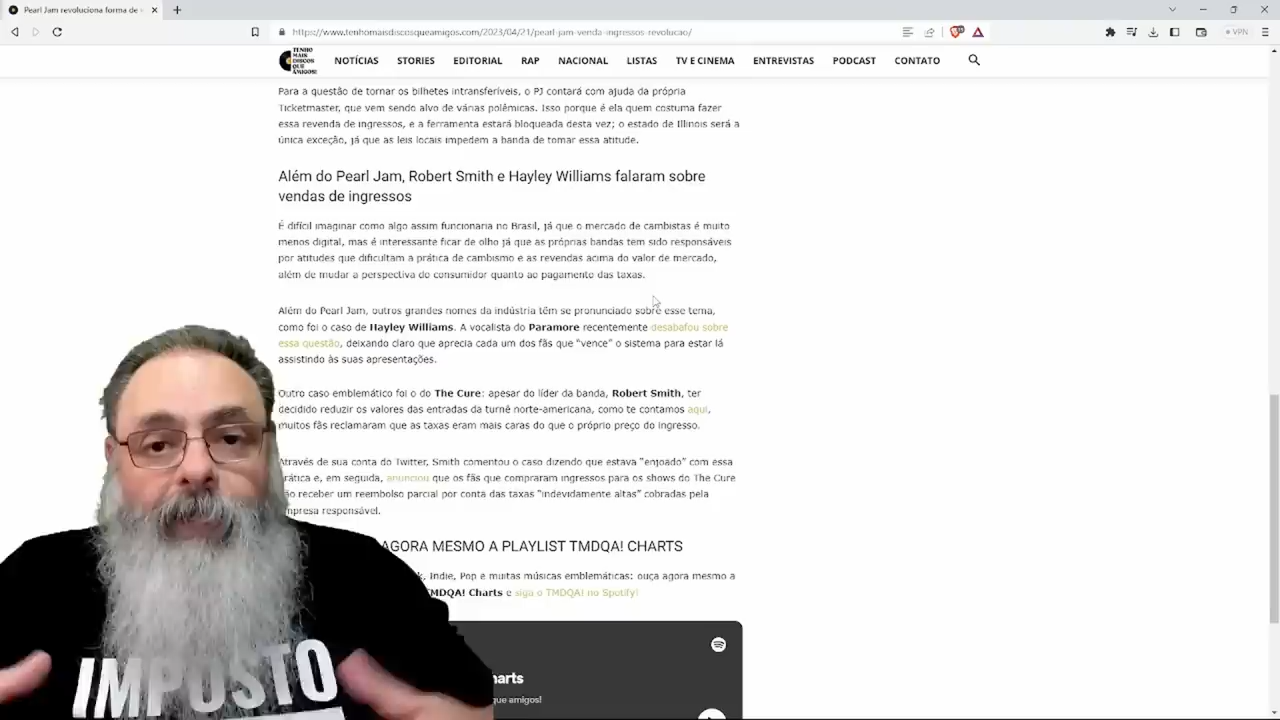 Pearl Jam revoluciona forma de
https://www.tenhomaisdiscosqueamigos.com/2023/04/21/pearl-jam-venda-ingressos-revolucao/
VPN
TENHO
MAIS
DISCOS
QUE
AMIGOS!
NOTÍCIAS
STORIES
EDITORIAL
RAP
NACIONAL
LISTAS
TV E CINEMA
ENTREVISTAS
PODCAST
CONTATO
Para a questão de tornar os bilhetes intransferíveis, o PJ contará com ajuda da própria
Ticketmaster, que vem sendo alvo de várias polêmicas. Isso porque é ela quem costuma fazer
essa revenda de ingressos, e a ferramenta estará bloqueada desta vez; o estado de Illinois será a
única exceção, já que as leis locais impedem a banda de tomar essa atitude.
Além do Pearl Jam, Robert Smith e Hayley Williams falaram sobre
vendas de ingressos
É difícil imaginar como algo assim funcionaria no Brasil, já que o mercado de cambistas é muito
menos digital, mas é interessante ficar de olho já que as próprias bandas tem sido responsáveis
por atitudes que dificultam a prática de cambismo e as revendas acima do valor de mercado,
além de mudar a perspectiva do consumidor quanto ao pagamento das taxas.
Além do Pearl Jam, outros grandes nomes da indústria têm se pronunciado sobre esse tema,
como foi o caso de Hayley Williams. A vocalista do Paramore recentemente desabafou sobre
essa questão, deixando claro que aprecia cada um dos fãs que “vence” o sistema para estar lá
assistindo às suas apresentações.
Outro caso emblemático foi o do The Cure: apesar do líder da banda, Robert Smith, ter
decidido reduzir os valores das entradas da turnê norte-americana, como te contamos aqui,
muitos fãs reclamaram que as taxas eram mais caras do que o próprio preço do ingresso.
Através de sua conta do Twitter, Smith comentou o caso dizendo que estava “enjoado” com essa
rática e, em seguida, anunciou que os fãs que compraram ingressos para os shows do The Cure
ão receber um reembolso parcial por conta das taxas “indevidamente altas” cobradas pela
mpresa responsável.
AGORA MESMO A PLAYLIST TMDQA! CHARTS
k, Indie, Pop e muitas músicas emblemáticas: ouça agora mesmo a
TMDQA! Charts e siga o TMDQA! no Spotify!
harts
que amigos!
IMPOSTO